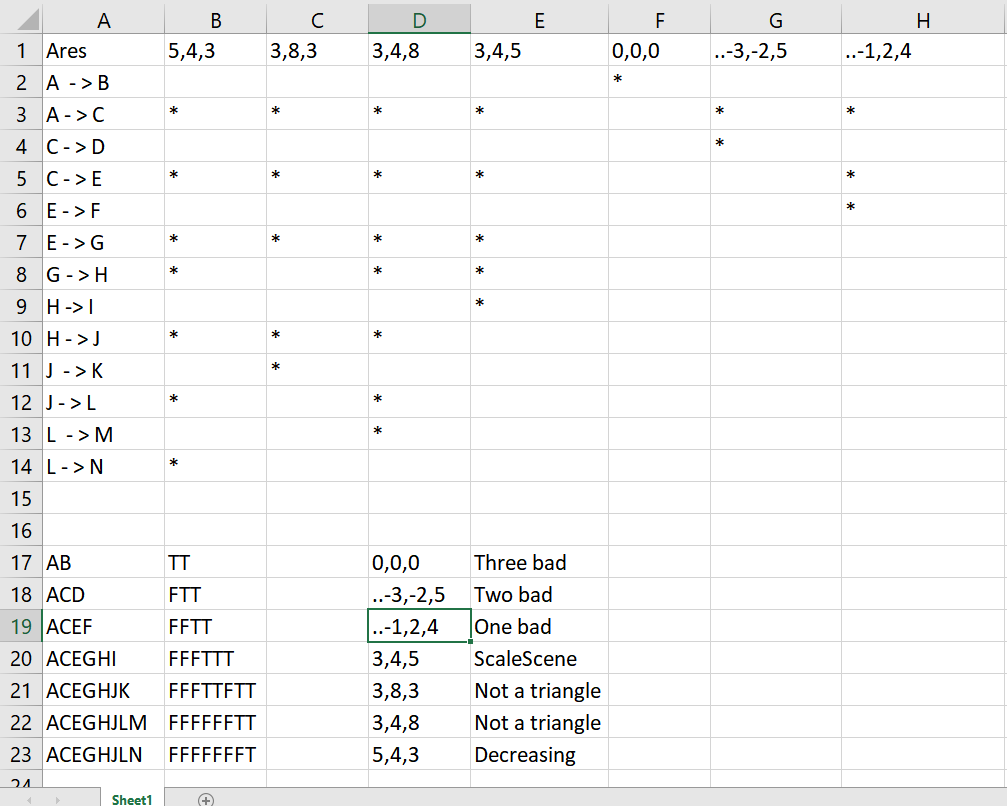 A B C D E F G H
1 Ares 5,4,3 3,8,3 3,4,8 3,4,5 0,0,0 ..-3,-2,5 ..-1,2,4
2 A - > B *
3 A - > C * * * * * *
4 C - > D *
5 C - > E * * * * *
6 E - > F *
7 E - > G * * * *
8 G - > H * * *
9 H -> I *
10 H - > J * * *
11 J - > K *
12 J - > L * *
13 L - > M *
14 L - > N *
15
16
17 AB TT 0,0,0 Three bad
18 ACD FTT ..-3,-2,5 Two bad
19 ACEF FFTT ..-1,2,4 One bad
20 ACEGHI FFFTTT 3,4,5 ScaleScene
21 ACEGHJK FFFTTFTT 3,8,3 Not a triangle
22 ACEGHJLM FFFFFFTT 3,4,8 Not a triangle
23 ACEGHJLN FFFFFFFT 5,4,3 Decreasing
24
Sheet1